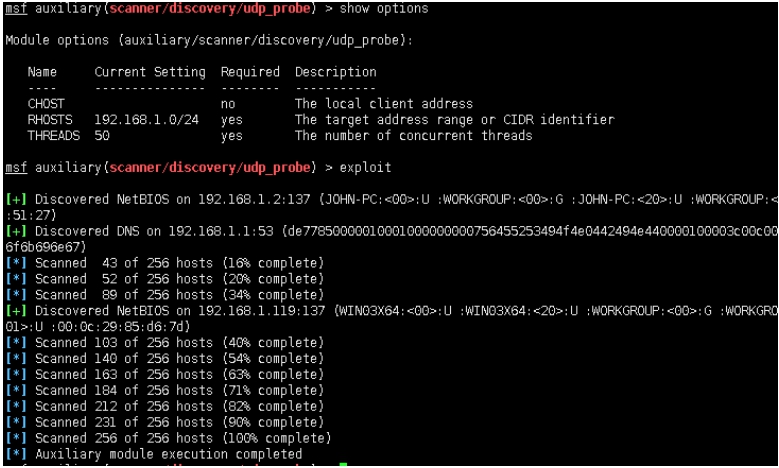 msf auxiliary(scanner/discovery/udp_probe) > show options
Module options (auxiliary/scanner/discovery/udp_probe):
Name Current Setting Required Description
---- --------------- -------- -----------
CHOST no The local client address
RHOSTS 192.168.1.0/24 yes The target address range or CIDR identifier
THREADS 50 yes The number of concurrent threads
msf auxiliary(scanner/discovery/udp_probe) > exploit
[+] Discovered NetBIOS on 192.168.1.2:137 (JOHN-PC:<00>:U :WORKGROUP:<00>:G :JOHN-PC:<20>:U :WORKGROUP:<
:51:27)
[+] Discovered DNS on 192.168.1.1:53
6f6b696e67)
[*] Scanned 43 of 256 hosts (16% complete)
[*] Scanned 52 of 256 hosts (20% complete)
[*] Scanned 89 of 256 hosts (34% complete)
[+] Discovered NetBIOS on 192.168.1.119:137 (WIN03X64:<00>:U :WIN03X64:<20>:U :WORKGROUP:<00>:G :WORKGRO
01>:U :00:0c:29:85:d6:7d)
[*] Scanned 103 of 256 hosts (40% complete)
[*] Scanned 140 of 256 hosts (54% complete)
[*] Scanned 163 of 256 hosts (63% complete)
[*] Scanned 184 of 256 hosts (71% complete)
[*] Scanned 212 of 256 hosts (82% complete)
[*] Scanned 231 of 256 hosts (90% complete)
[*] Scanned 256 of 256 hosts (100% complete)
[*] Auxiliary module execution completed